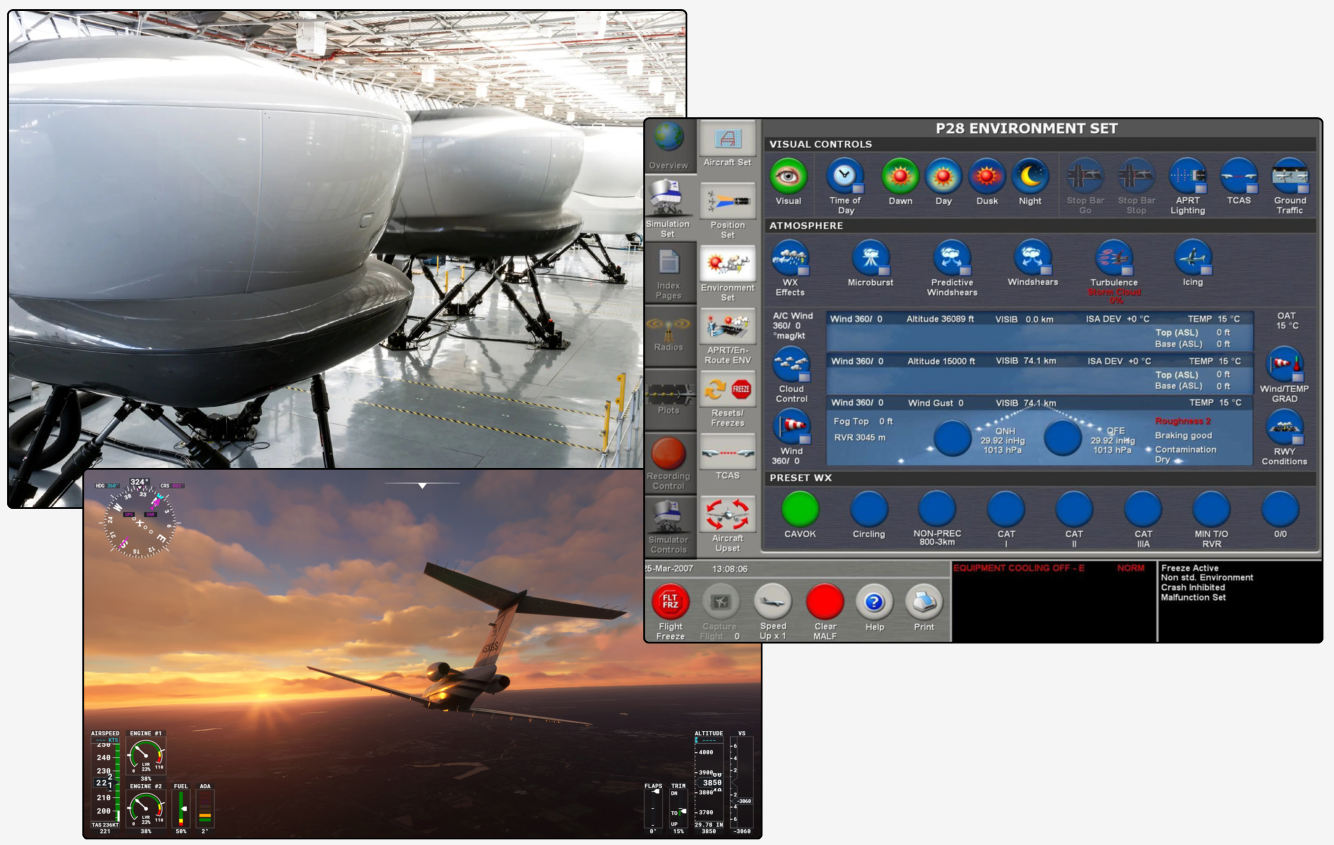 P28 ENVIRONMENT SET
VISUAL CONTROLS
Overview
Simulation
Set
Index
Pages
Radios
Plots
Recording
Control
Simulator
Controls
Aircraft Set
Position
Set
Environment
Set
APRT/En-
Route ENV
Resets/
Freezes
FREEZE
TCAS
Aircraft
Upset
Visual
Time of
Day
Dawn
Day
Dusk
Night
Stop Bar
Go
Stop Bar
Stop
APRT
Lighting
TCAS
Ground
Traffic
ATMOSPHERE
WX
Effects
Microburst
Predictive
Windshears
Windshears
Turbulence
Storm Cloud
0%
Icing
A/C Wind
360/ 0
°mag/kt
Cloud
Control
Wind
360/ 0
Wind 360/ 0 Altitude 36089 ft VISIB 0.0 km ISA DEV +0 °C TEMP 15 °C
Top (ASL) 0 ft
Base (ASL) 0 ft
Wind 360/ 0 Altitude 15000 ft VISIB 74.1 km ISA DEV +0 °C TEMP 15 °C
Top (ASL) 0 ft
Base (ASL) 0 ft
Wind 360/ 0 Wind Gust 0 VISIB 74.1 km TEMP 15 °C
Fog Top 0 ft
RVR 3045 m
QNH
29.92 inHg
1013 hPa
QFE
29.92 inHg
1013 hPa
Roughness 2
Braking good
Contamination
Dry
OAT
15 °C
Wind/TEMP
GRAD
RWY
Conditions
PRESET WX
CAVOK
Circling
NON-PREC
800-3km
CAT
I
CAT
II
CAT
IIIA
MIN T/O
RVR
0/0
25-Mar-2007 13:08:06
FLT
FRZ
Flight
Freeze
Capture
Flight 0
Speed
Up x 1
Clear
MALF
Help
Print
EQUIPMENT COOLING OFF - E NORM
Freeze Active
Non std. Environment
Crash Inhibited
Malfunction Set
HDG
324°
CRS
33
N
3
6
E
12
15
S
W
AIRSPEED
--- KTS
250
240
230
210
200
TAS 236KT
221
ENGINE #1
LVR
23%
0
110
38%
ENGINE #2
LVR
23%
0
110
38%
FUEL
50%
AOA
2°
FLAPS
0°
TRIM
DN
TO
UP
15%
ALTITUDE
----
4000
3900
3850
3800
3700
29.78 IN
3850
VS
6
4
2
2
-3060
4
6
-3060